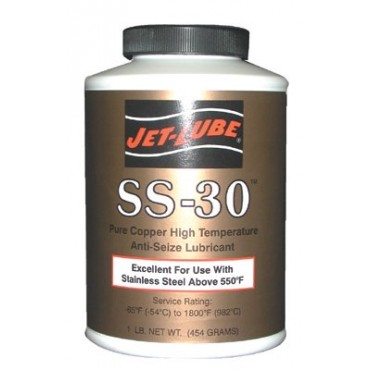 JET-LUBE®
SS-30™
Pure Copper High Temperature
Anti-Seize Lubricant
Excellent For Use With
Stainless Steel Above 550°F
Service Rating:
-65°F (-54°C) to 1800°F (982°C)
1 LB. NET WT. (454 GRAMS)